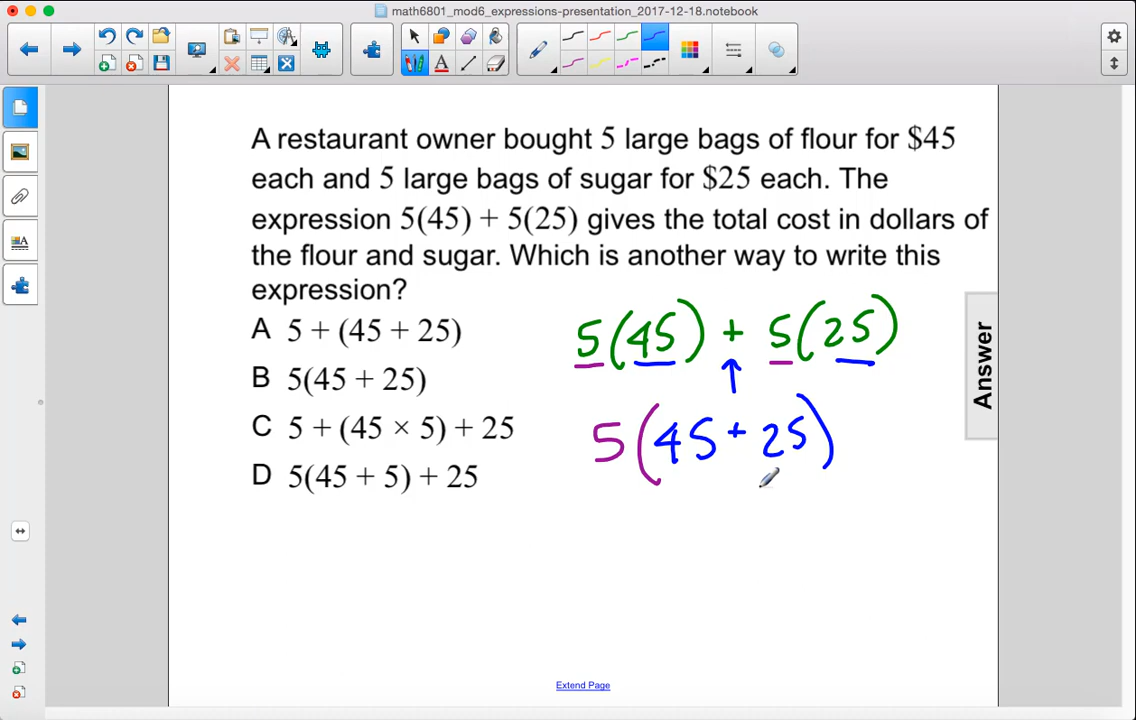 math6801_mod6_expressions-presentation_2017-12-18.notebook
A restaurant owner bought 5 large bags of flour for $45
each and 5 large bags of sugar for $25 each. The
expression 5(45) + 5(25) gives the total cost in dollars of
the flour and sugar. Which is another way to write this
expression?
A 5 + (45 + 25)
B 5(45 + 25)
C 5 + (45 × 5) + 25
D 5(45 + 5) + 25
5(45) + 5(25)
5(45+25)
Answer
Extend Page